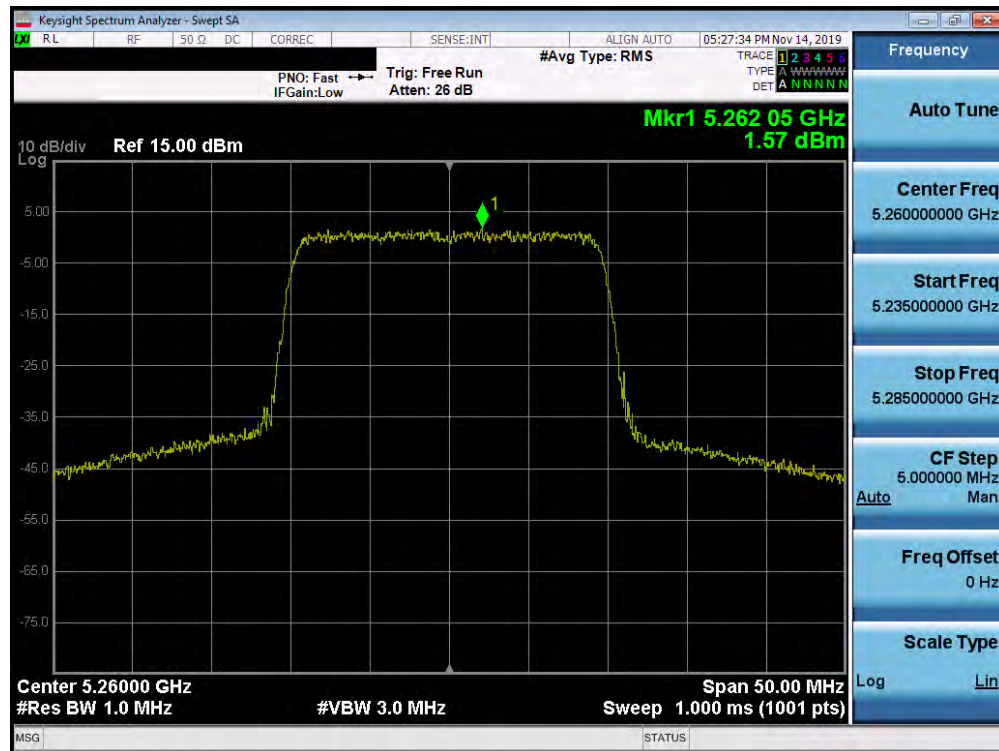 Keysight Spectrum Analyzer - Swept SA
LXI RL RF 50 Ω DC CORREC SENSE:INT ALIGN AUTO 05:27:34 PM Nov 14, 2019
#Avg Type: RMS TRACE 1 2 3 4 5 6
PNO: Fast Trig: Free Run TYPE A WWWWW
IFGain:Low Atten: 26 dB DET A N N N N N
Mkr1 5.262 05 GHz
10 dB/div Ref 15.00 dBm 1.57 dBm
Log
1
5.00
-5.00
-15.0
-25.0
-35.0
-45.0
-55.0
-65.0
-75.0
Center 5.26000 GHz Span 50.00 MHz
#Res BW 1.0 MHz #VBW 3.0 MHz Sweep 1.000 ms (1001 pts)
MSG STATUS
Frequency
Auto Tune
Center Freq
5.260000000 GHz
Start Freq
5.235000000 GHz
Stop Freq
5.285000000 GHz
CF Step
5.000000 MHz
Auto Man
Freq Offset
0 Hz
Scale Type
Log Lin